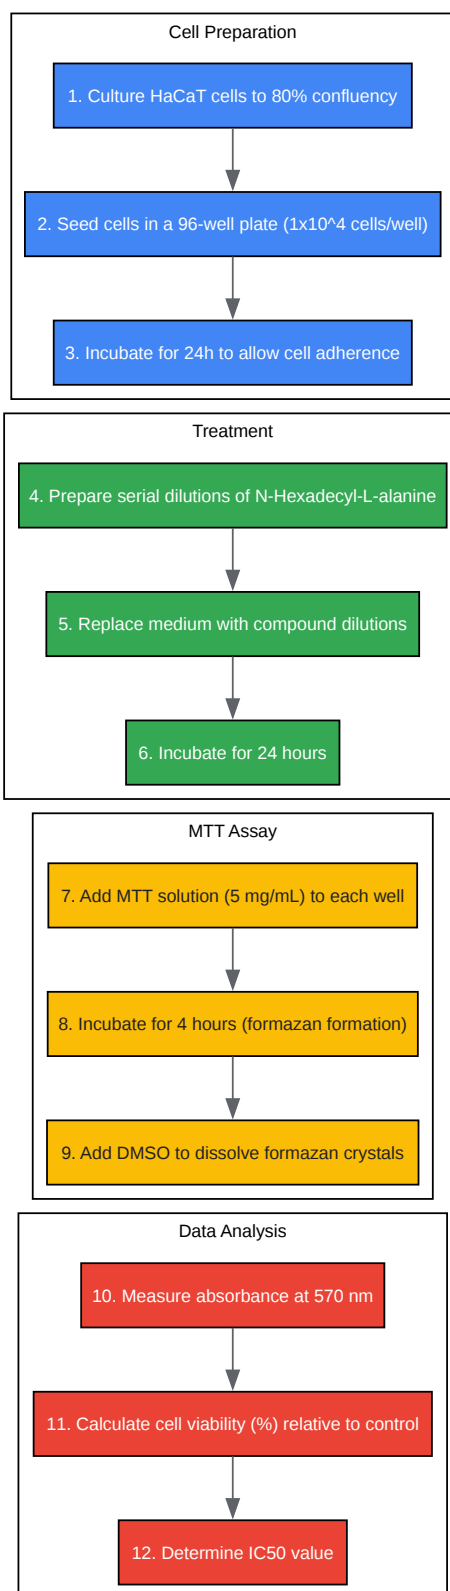 Cell Preparation
1. Culture HaCaT cells to 80% confluency
2. Seed cells in a 96-well plate (1x10^4 cells/well)
3. Incubate for 24h to allow cell adherence
Treatment
4. Prepare serial dilutions of N-Hexadecyl-L-alanine
5. Replace medium with compound dilutions
6. Incubate for 24 hours
MTT Assay
7. Add MTT solution (5 mg/mL) to each well
8. Incubate for 4 hours (formazan formation)
9. Add DMSO to dissolve formazan crystals
Data Analysis
10. Measure absorbance at 570 nm
11. Calculate cell viability (%) relative to control
12. Determine IC50 value